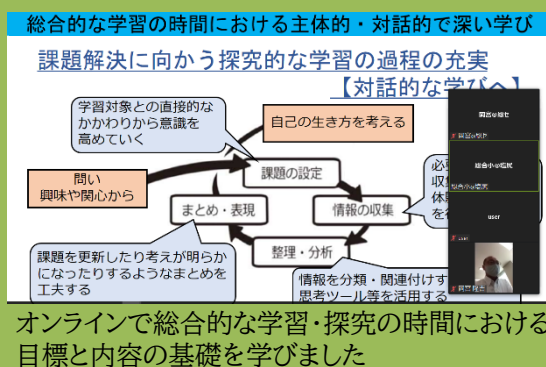 総合的な学習の時間における主体的・対話的で深い学び
課題解決に向かう探究的な学習の過程の充実
【対話的な学びへ】
学習対象との直接的な
かかわりから意識を
高めていく
自己の生き方を考える
問い
興味や関心から
課題の設定
まとめ・表現
情報の収集
整理・分析
必
収集
体
を
課題を更新したり考えが明らか
になったりするようなまとめを
工夫する
情報を分類・関連付けす
思考ツール等を活用する
user
オンラインで総合的な学習・探究の時間における
目標と内容の基礎を学びました